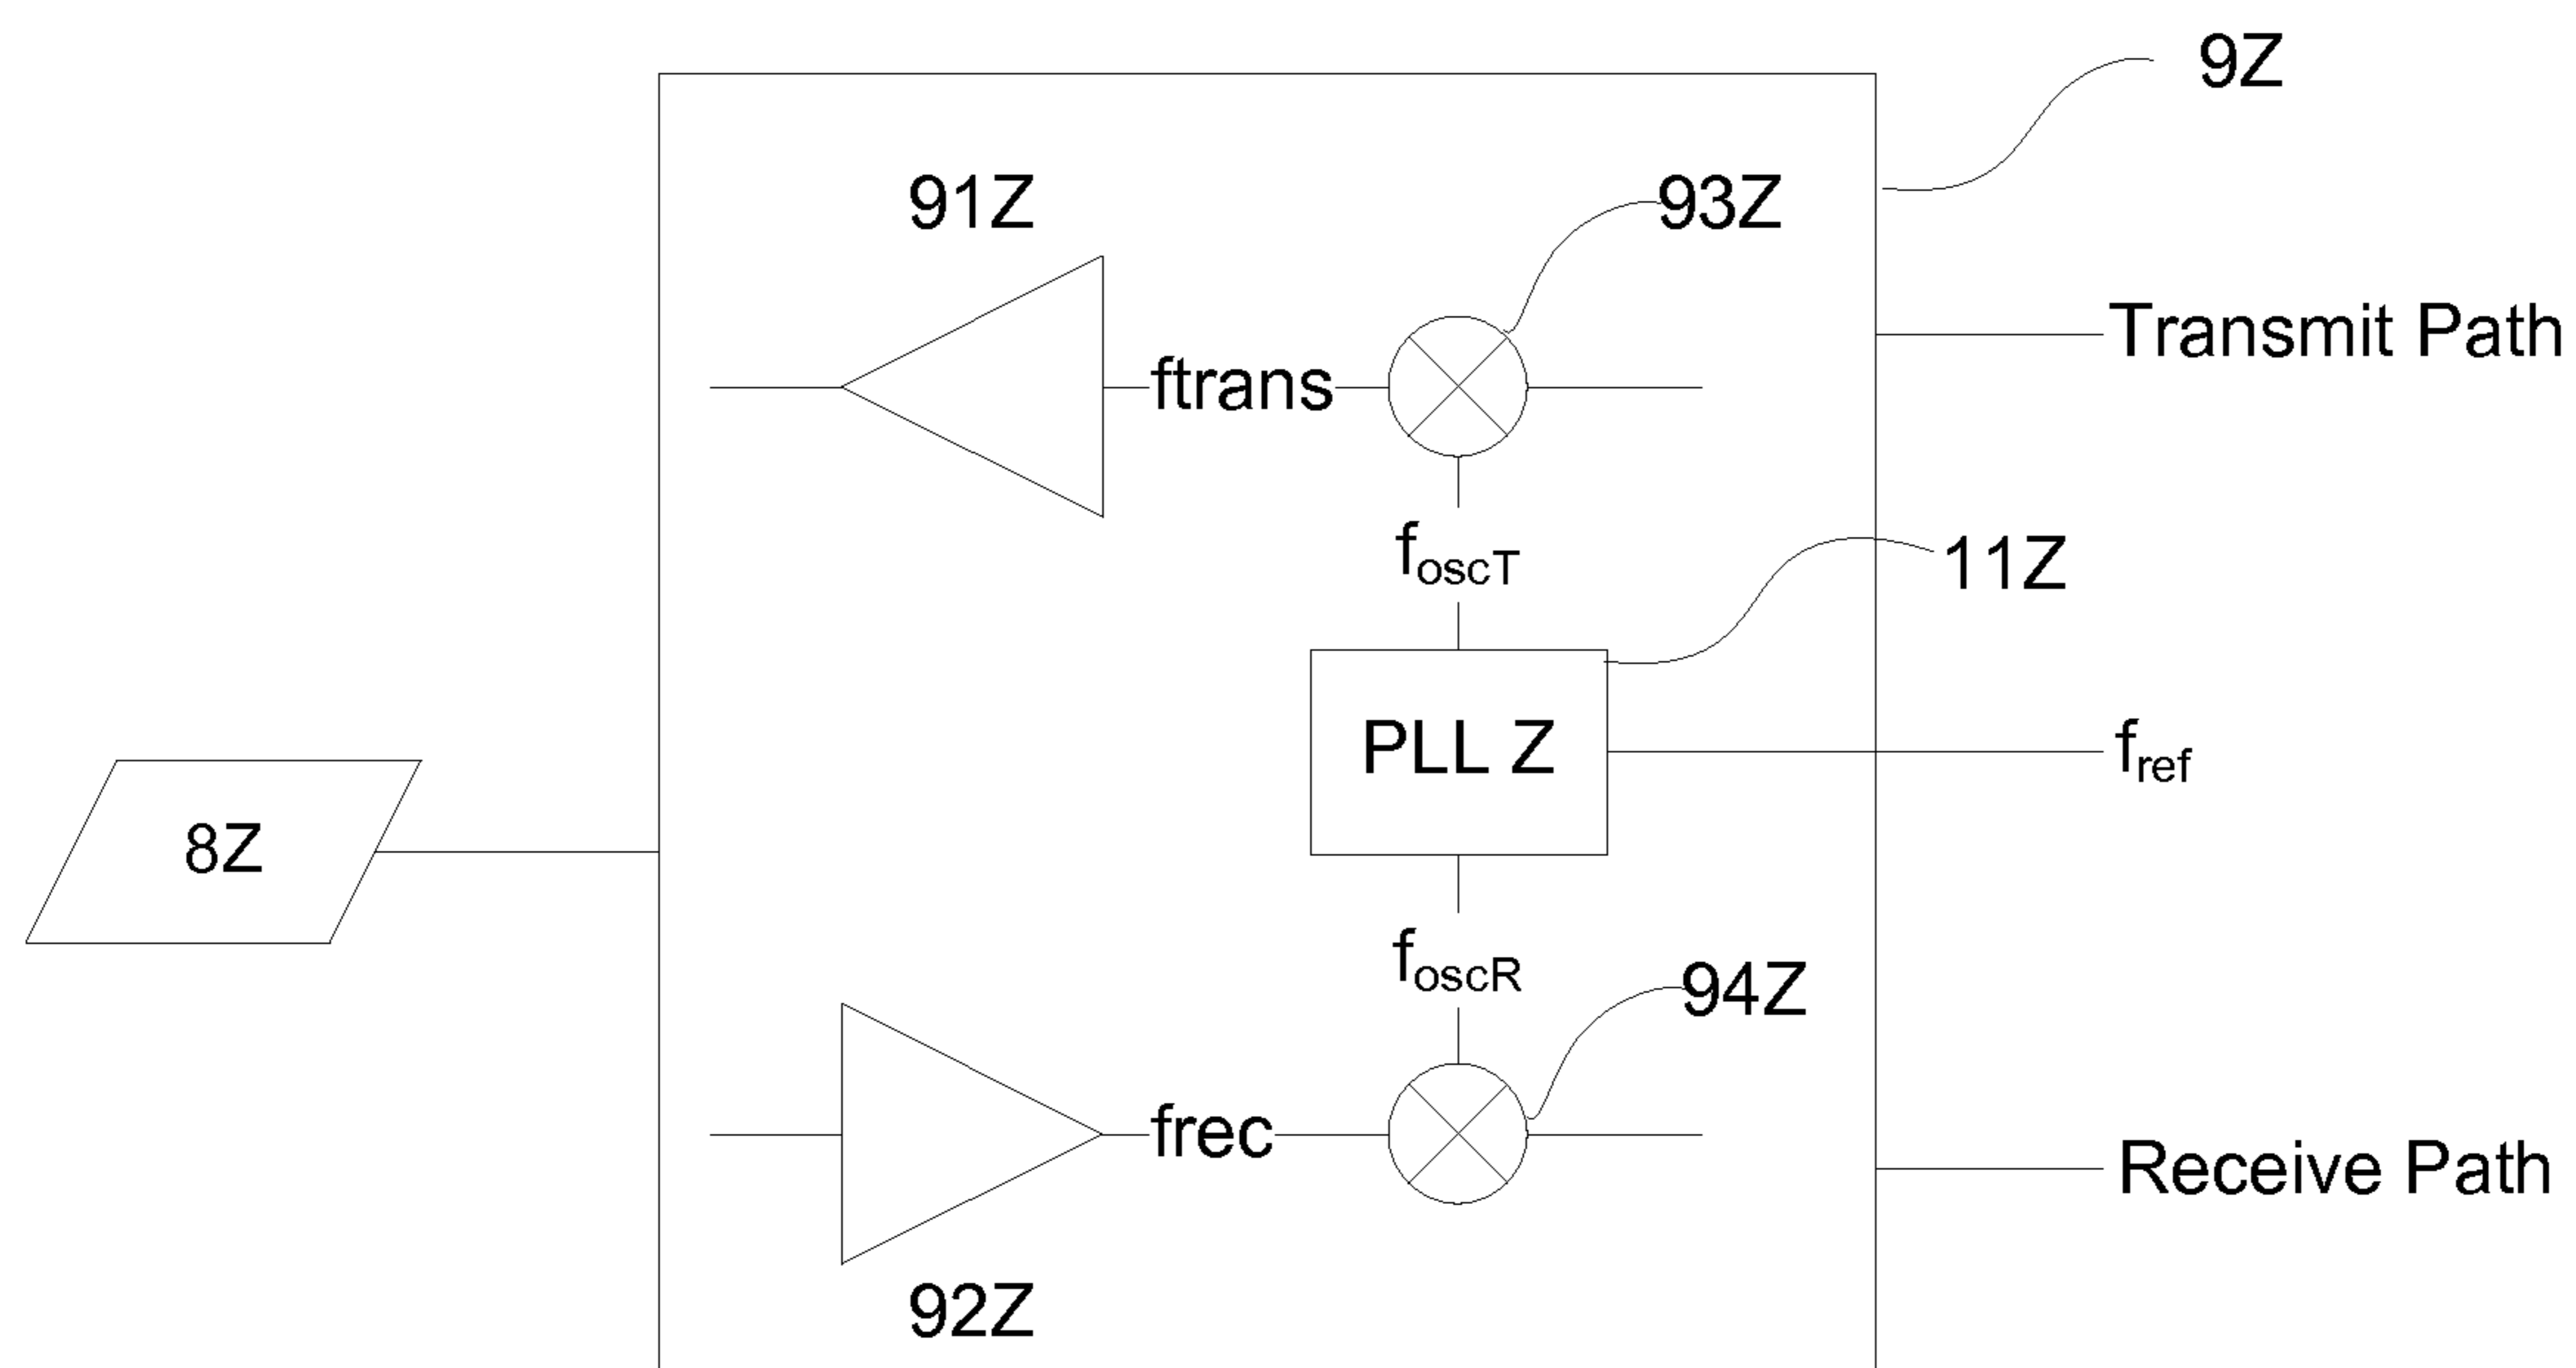 9Z
91Z
93Z
Transmit Path
ftrans
foscT
11Z
PLL Z
fref
8Z
foscR
94Z
frec
Receive Path
92Z